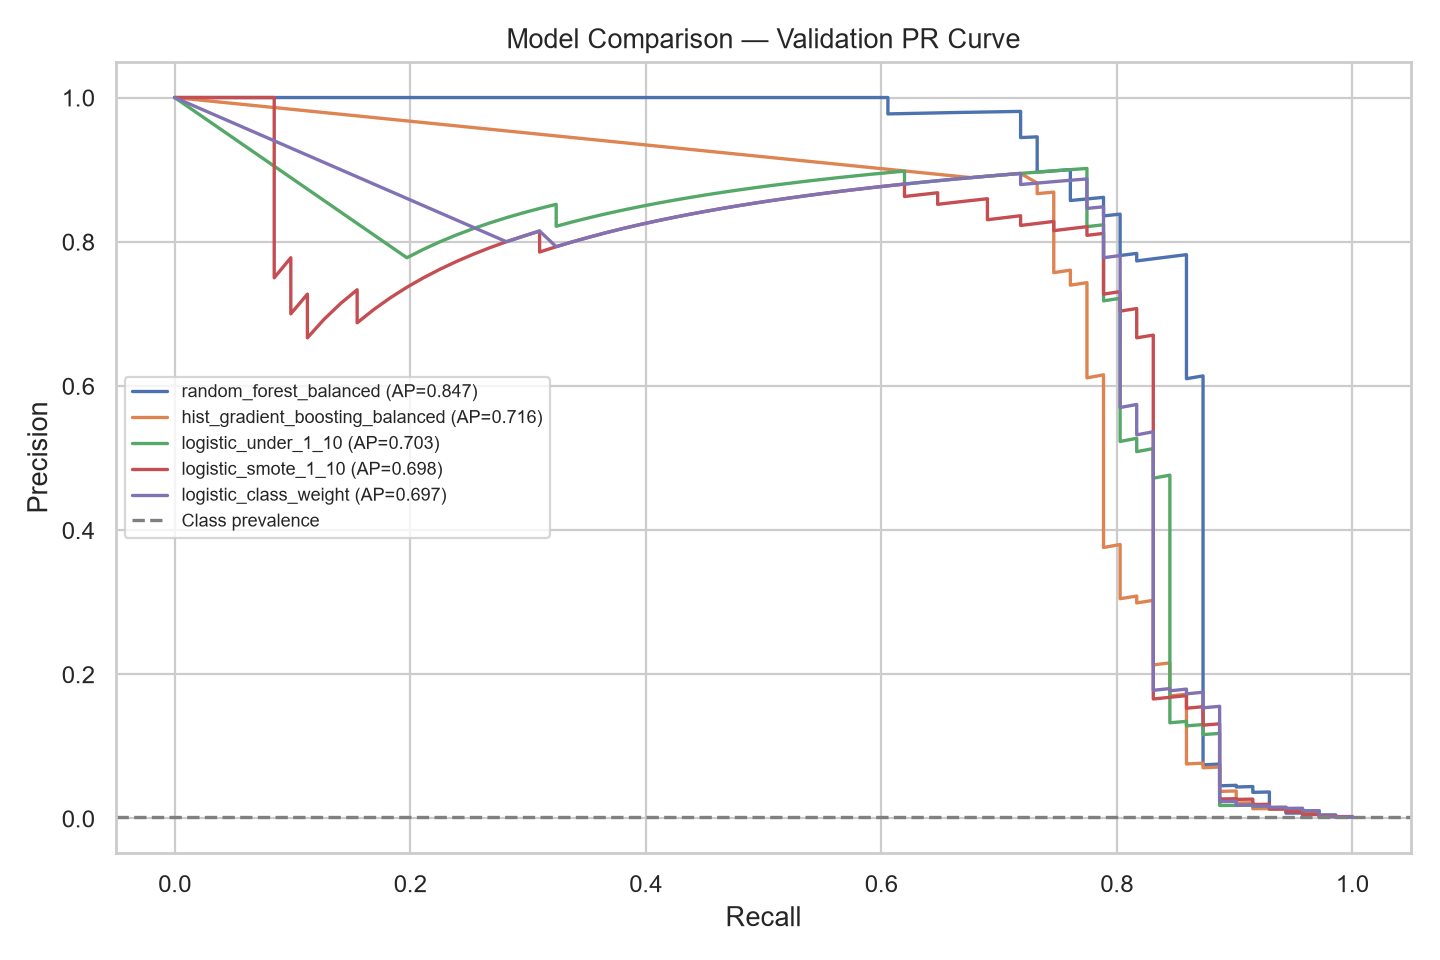 Model Comparison — Validation PR Curve
1.0
0.8
0.6
0.4
0.2
0.0
Precision
random_forest_balanced (AP=0.847)
hist_gradient_boosting_balanced (AP=0.716)
logistic_under_1_10 (AP=0.703)
logistic_smote_1_10 (AP=0.698)
logistic_class_weight (AP=0.697)
Class prevalence
0.0 0.2 0.4 0.6 0.8 1.0
Recall